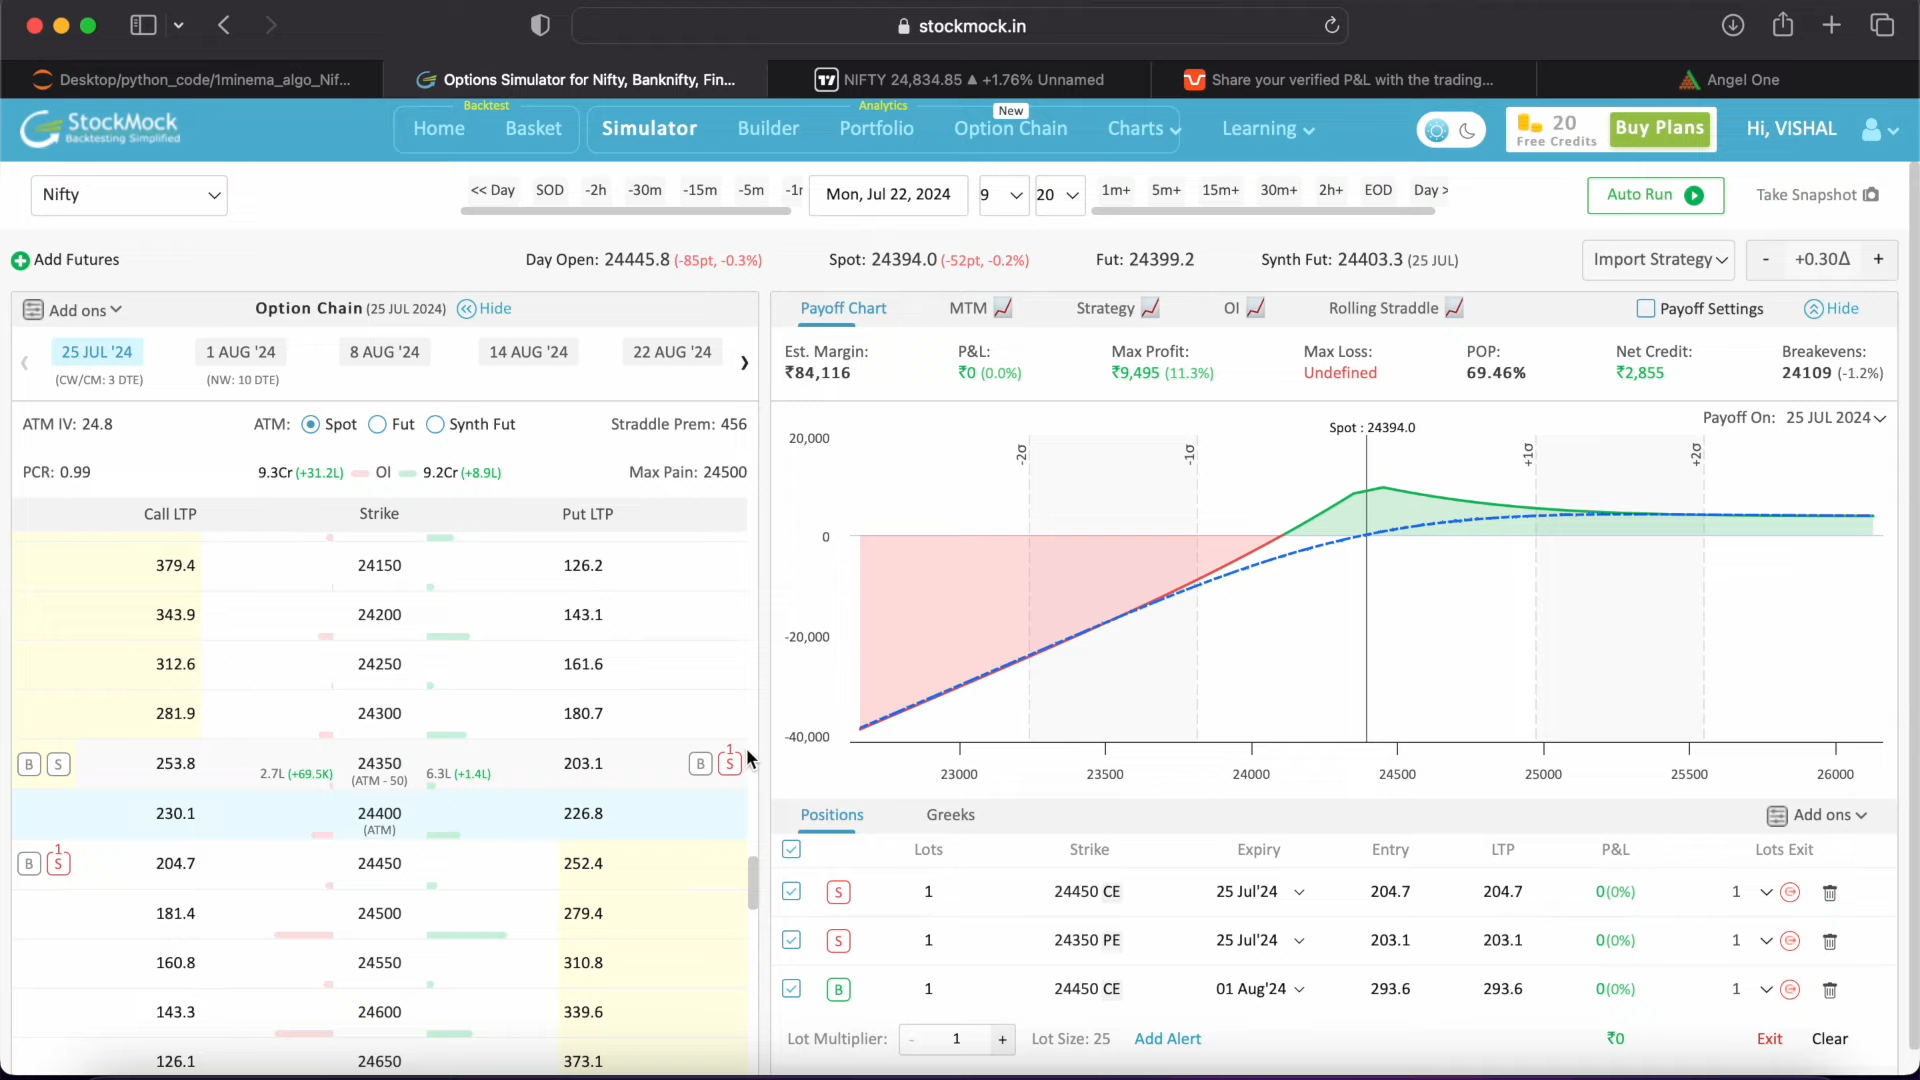 stockmock.in
Desktop/python_code/1minema_algo_Nif...
Options Simulator for Nifty, Banknifty, Fin...
NIFTY 24,834.85 ▲ +1.76% Unnamed
Share your verified P&L with the trading...
Angel One
StockMock
Backtesting Simplified
Backtest
Home
Basket
Simulator
Builder
Analytics
Portfolio
New
Option Chain
Charts
Learning
20
Free Credits
Buy Plans
Hi, VISHAL
Nifty
<< Day SOD -2h -30m -15m -5m -1r
Mon, Jul 22, 2024
9
20
1m+ 5m+ 15m+ 30m+ 2h+ EOD Day >
Auto Run
Take Snapshot
Add Futures
Day Open: 24445.8 (-85pt, -0.3%)
Spot: 24394.0 (-52pt, -0.2%)
Fut: 24399.2
Synth Fut: 24403.3 (25 JUL)
Import Strategy
- +0.30Δ +
Add ons
Option Chain (25 JUL 2024)
Hide
25 JUL '24 1 AUG '24 8 AUG '24 14 AUG '24 22 AUG '24
(CW/CM: 3 DTE) (NW: 10 DTE)
ATM IV: 24.8
ATM: Spot Fut Synth Fut
Straddle Prem: 456
PCR: 0.99
9.3Cr (+31.2L) OI 9.2Cr (+8.9L)
Max Pain: 24500
Call LTP Strike Put LTP
379.4 24150 126.2
343.9 24200 143.1
312.6 24250 161.6
281.9 24300 180.7
B S 253.8 2.7L (+69.5K) 24350 6.3L (+1.4L) 203.1 B S 1
(ATM - 50)
230.1 24400 226.8
(ATM)
1
B S 204.7 24450 252.4
181.4 24500 279.4
160.8 24550 310.8
143.3 24600 339.6
126.1 24650 373.1
Payoff Chart MTM Strategy OI Rolling Straddle
Payoff Settings
Hide
Est. Margin: P&L: Max Profit: Max Loss: POP: Net Credit: Breakevens:
₹84,116 ₹0 (0.0%) ₹9,495 (11.3%) Undefined 69.46% ₹2,855 24109 (-1.2%)
Payoff On: 25 JUL 2024
Spot : 24394.0
20,000
0
-20,000
-40,000
-2σ
-1σ
+1σ
+2σ
23000 23500 24000 24500 25000 25500 26000
Positions Greeks
Add ons
Lots Strike Expiry Entry LTP P&L Lots Exit
S 1 24450 CE 25 Jul'24 204.7 204.7 0(0%) 1
S 1 24350 PE 25 Jul'24 203.1 203.1 0(0%) 1
B 1 24450 CE 01 Aug'24 293.6 293.6 0(0%) 1
Lot Multiplier: - 1 + Lot Size: 25 Add Alert ₹0 Exit Clear